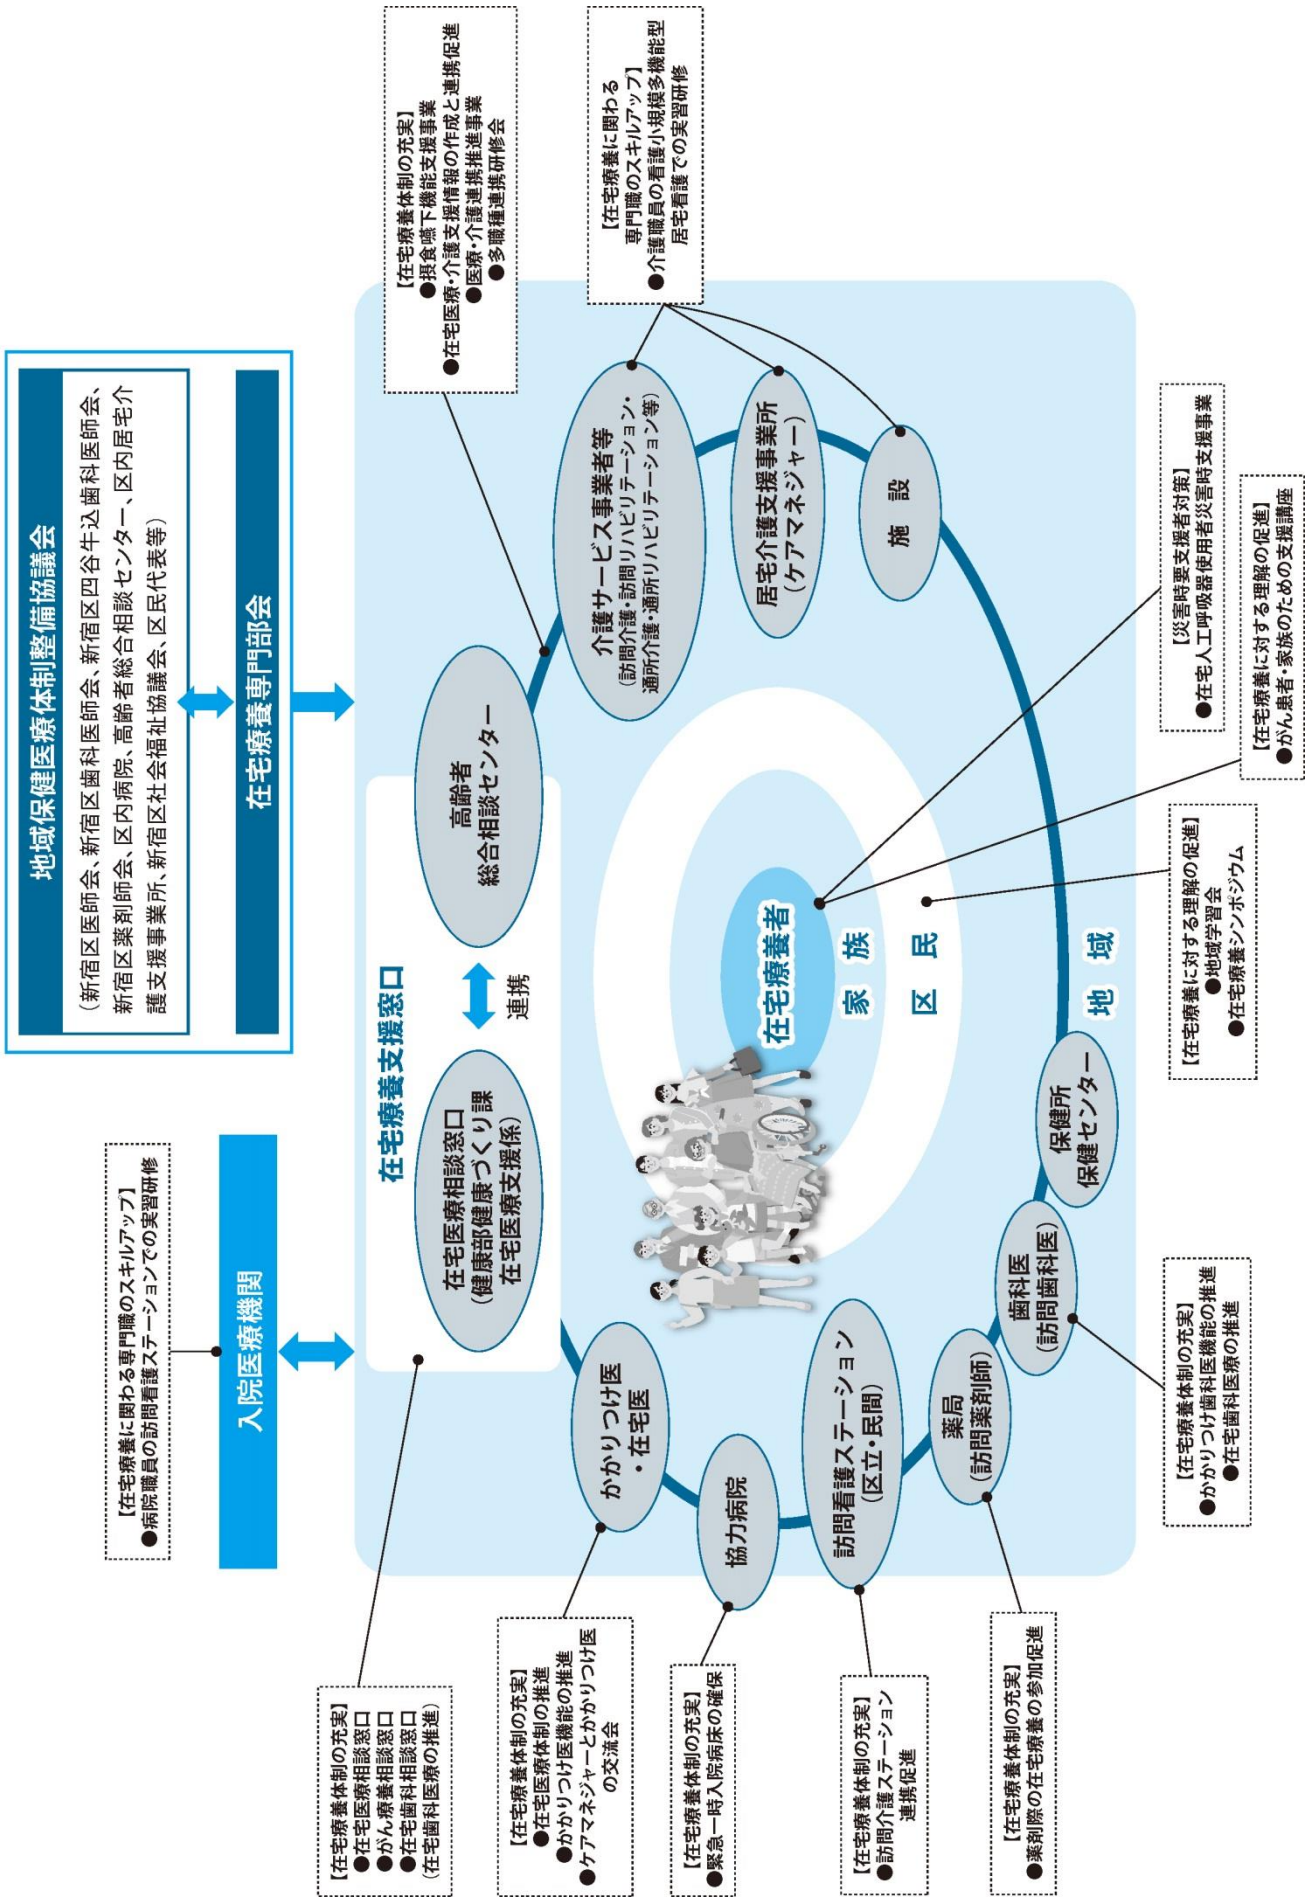 地域保健医療体制整備協議会
（新宿区医師会、新宿区歯科医師会、新宿区四谷牛込歯科医師会、
新宿区薬剤師会、区内病院、高齢者総合相談センター、区内居宅介
護支援事業所、新宿区社会福祉協議会、区民代表等）
在宅療養専門部会
【在宅療養に関わる専門職のスキルアップ】
●病院職員の訪問看護ステーションでの実習研修
入院医療機関
在宅療養支援窓口
在宅医療相談窓口
（健康部健康づくり課
在宅医療支援係）
連携
高齢者
総合相談センター
【在宅療養体制の充実】
●摂食嚥下機能支援事業
●在宅医療・介護支援情報の作成と連携促進
●医療・介護連携推進事業
●多職種連携研修会
【在宅療養体制の充実】
●在宅医療相談窓口
●がん療養相談窓口
●在宅歯科相談窓口
（在宅歯科医療の推進）
かかりつけ医
・在宅医
【在宅療養体制の充実】
●在宅医療体制の推進
●かかりつけ医機能の推進
●ケアマネジャーとかかりつけ医
の交流会
介護サービス事業者等
（訪問介護・訪問リハビリテーション・
通所介護・通所リハビリテーション等）
【在宅療養に関わる
専門職のスキルアップ】
●介護職員の看護小規模多機能型
居宅看護での実習研修
協力病院
【在宅療養体制の充実】
●緊急一時入院病床の確保
居宅介護支援事業所
（ケアマネジャー）
在宅療養者
家族
区民
地域
訪問看護ステーション
（区立・民間）
【在宅療養体制の充実】
●訪問介護ステーション
連携促進
施設
薬局
（訪問薬剤師）
【在宅療養体制の充実】
●薬剤際の在宅療養の参加促進
歯科医
（訪問歯科医）
【在宅療養体制の充実】
●かかりつけ歯科医機能の推進
●在宅歯科医療の推進
保健所
保健センター
【在宅療養に対する理解の促進】
●地域学習会
●在宅療養シンポジウム
【災害時要支援者対策】
●在宅人工呼吸器使用者災害時支援事業
【在宅療養に対する理解の促進】
●がん患者・家族のための支援講座